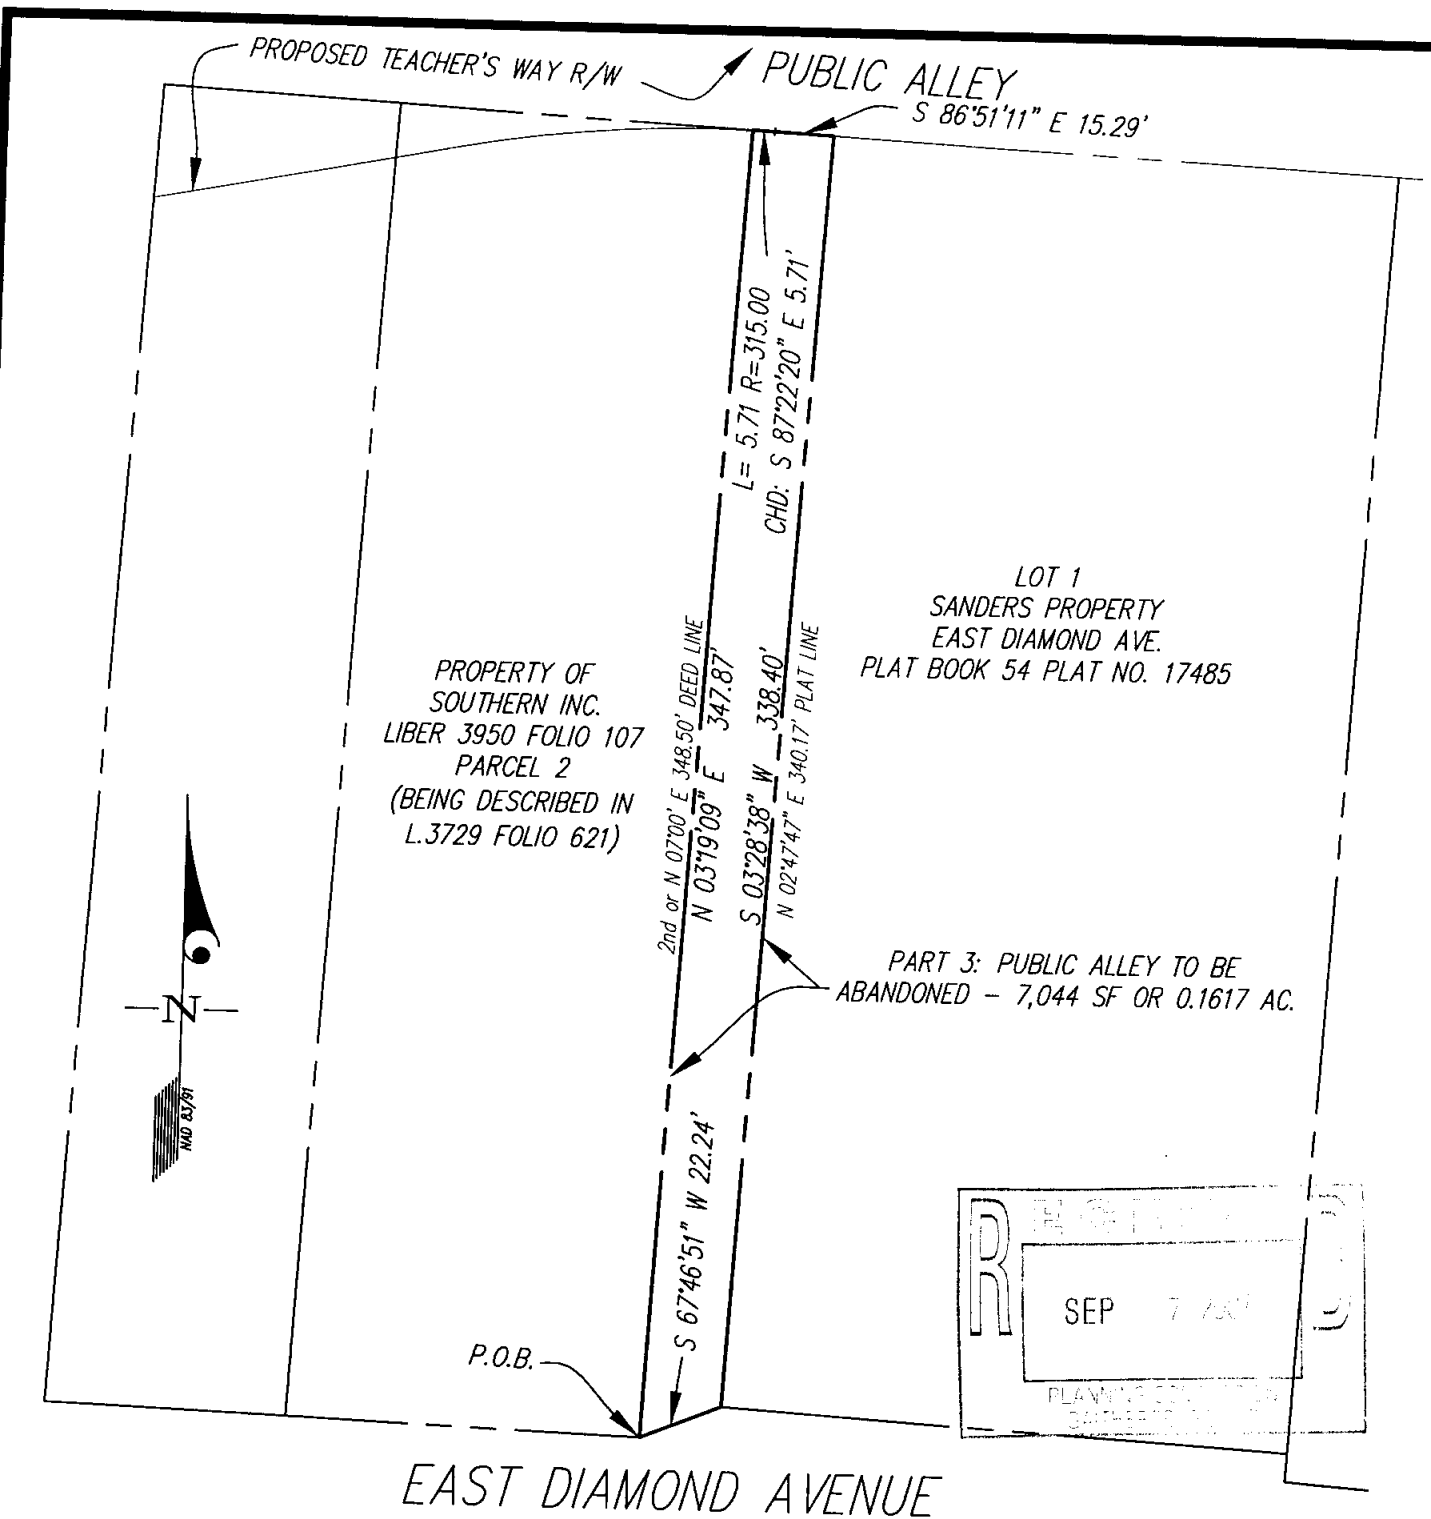 PROPOSED TEACHER'S WAY R/W
PUBLIC ALLEY
S 86°51'11" E 15.29'
L= 5.71 R=315.00
CHD: S 87°22'20" E 5.71'
LOT 1
SANDERS PROPERTY
EAST DIAMOND AVE.
PLAT BOOK 54 PLAT NO. 17485
PROPERTY OF
SOUTHERN INC.
LIBER 3950 FOLIO 107
PARCEL 2
(BEING DESCRIBED IN
L.3729 FOLIO 621)
2nd or N 07°00' E 348.50' DEED LINE
N 03°19'09" E 347.87'
S 03°28'38" W 338.40'
N 02°47'47" E 340.17' PLAT LINE
PART 3: PUBLIC ALLEY TO BE
ABANDONED - 7,044 SF OR 0.1617 AC.
N
NAD 83/91
S 67°46'51" W 22.24'
P.O.B.
SEP 7
EAST DIAMOND AVENUE